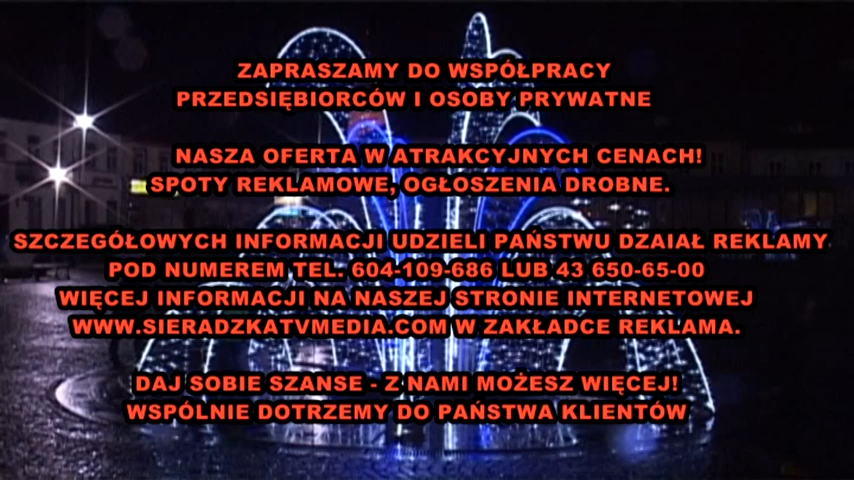 ZAPRASZAMY DO WSPÓŁPRACY
PRZEDSIĘBIORCÓW I OSOBY PRYWATNE
NASZA OFERTA W ATRAKCYJNYCH CENACH!
SPOTY REKLAMOWE, OGŁOSZENIA DROBNE.
SZCZEGÓŁOWYCH INFORMACJI UDZIELI PAŃSTWU DZAIAŁ REKLAMY
POD NUMEREM TEL. 604-109-686 LUB 43 650-65-00
WIĘCEJ INFORMACJI NA NASZEJ STRONIE INTERNETOWEJ
WWW.SIERADZKATVMEDIA.COM W ZAKŁADCE REKLAMA.
DAJ SOBIE SZANSE - Z NAMI MOŻESZ WIĘCEJ!
WSPÓLNIE DOTRZEMY DO PAŃSTWA KLIENTÓW